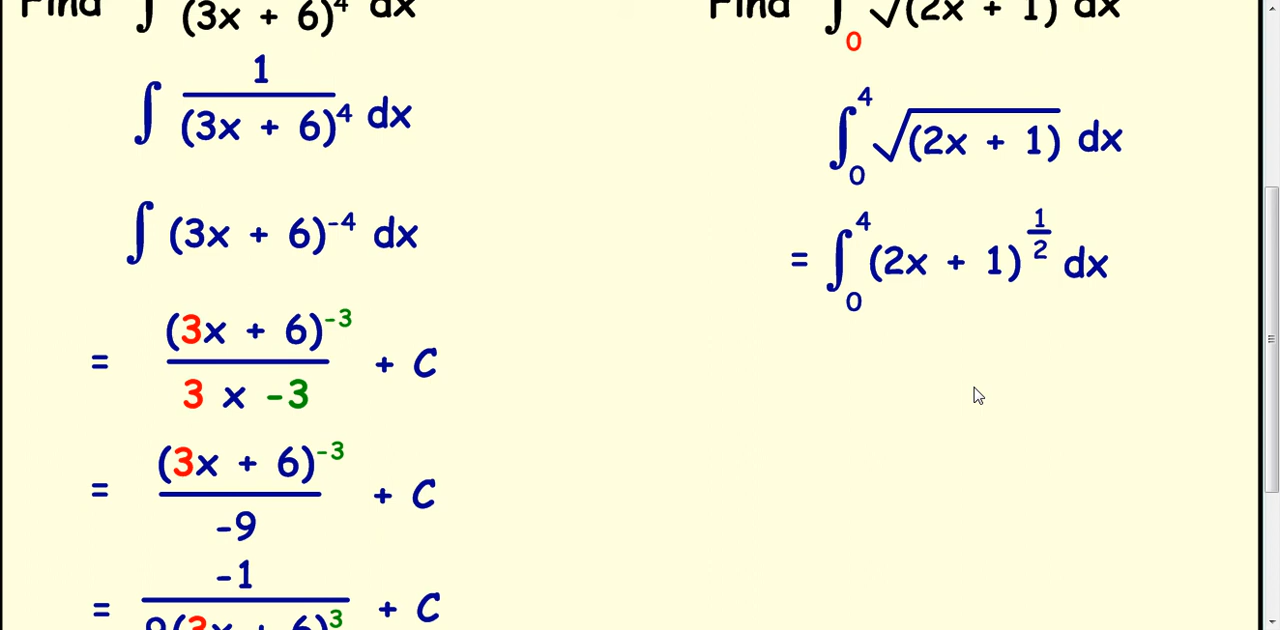 Find ∫ (3x + 6)⁴ dx
∫ 1/(3x + 6)⁴ dx
∫ (3x + 6)⁻⁴ dx
= (3x + 6)⁻³/(3 x -3) + C
= (3x + 6)⁻³/-9 + C
= -1/9(3x + 6)³ + C
Find ∫₀ √(2x + 1) dx
∫₀⁴ √(2x + 1) dx
= ∫₀⁴ (2x + 1)^(1/2) dx